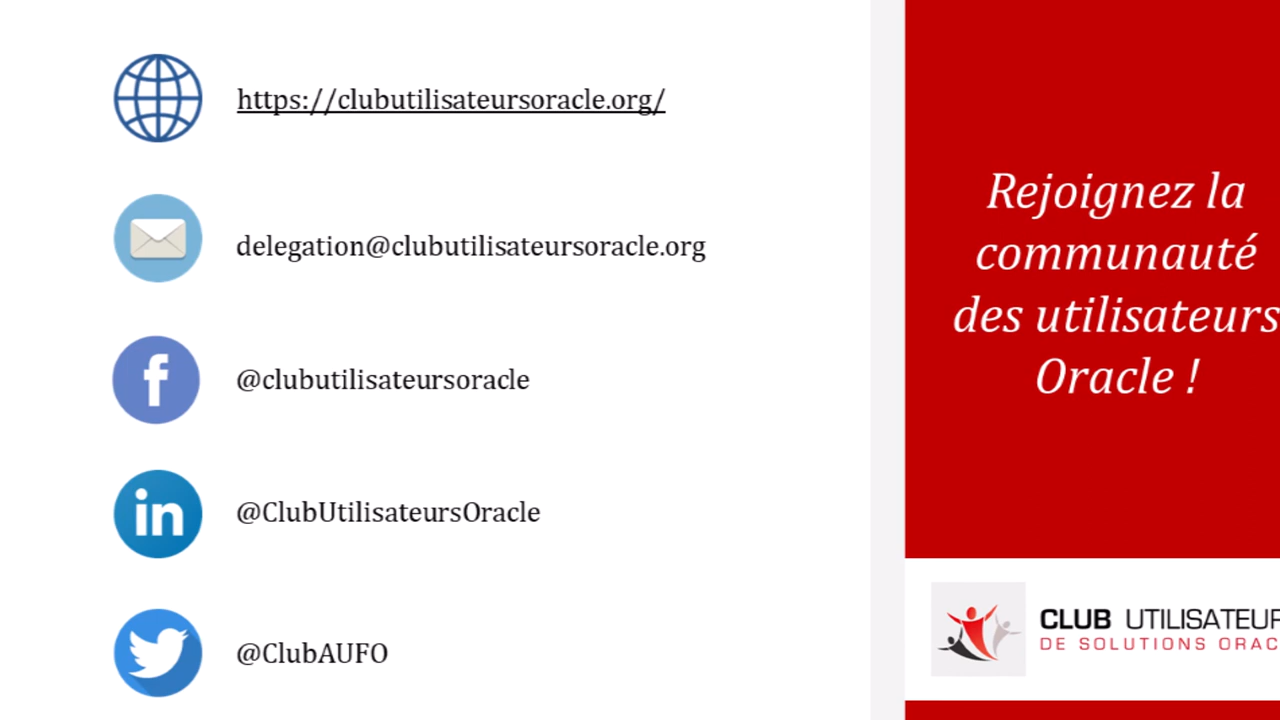 https://clubutilisateursoracle.org/
delegation@clubutilisateursoracle.org
@clubutilisateursoracle
@ClubUtilisateursOracle
@ClubAUFO
Rejoignez la
communauté
des utilisateurs
Oracle !
CLUB UTILISATEUR
DE SOLUTIONS ORAC